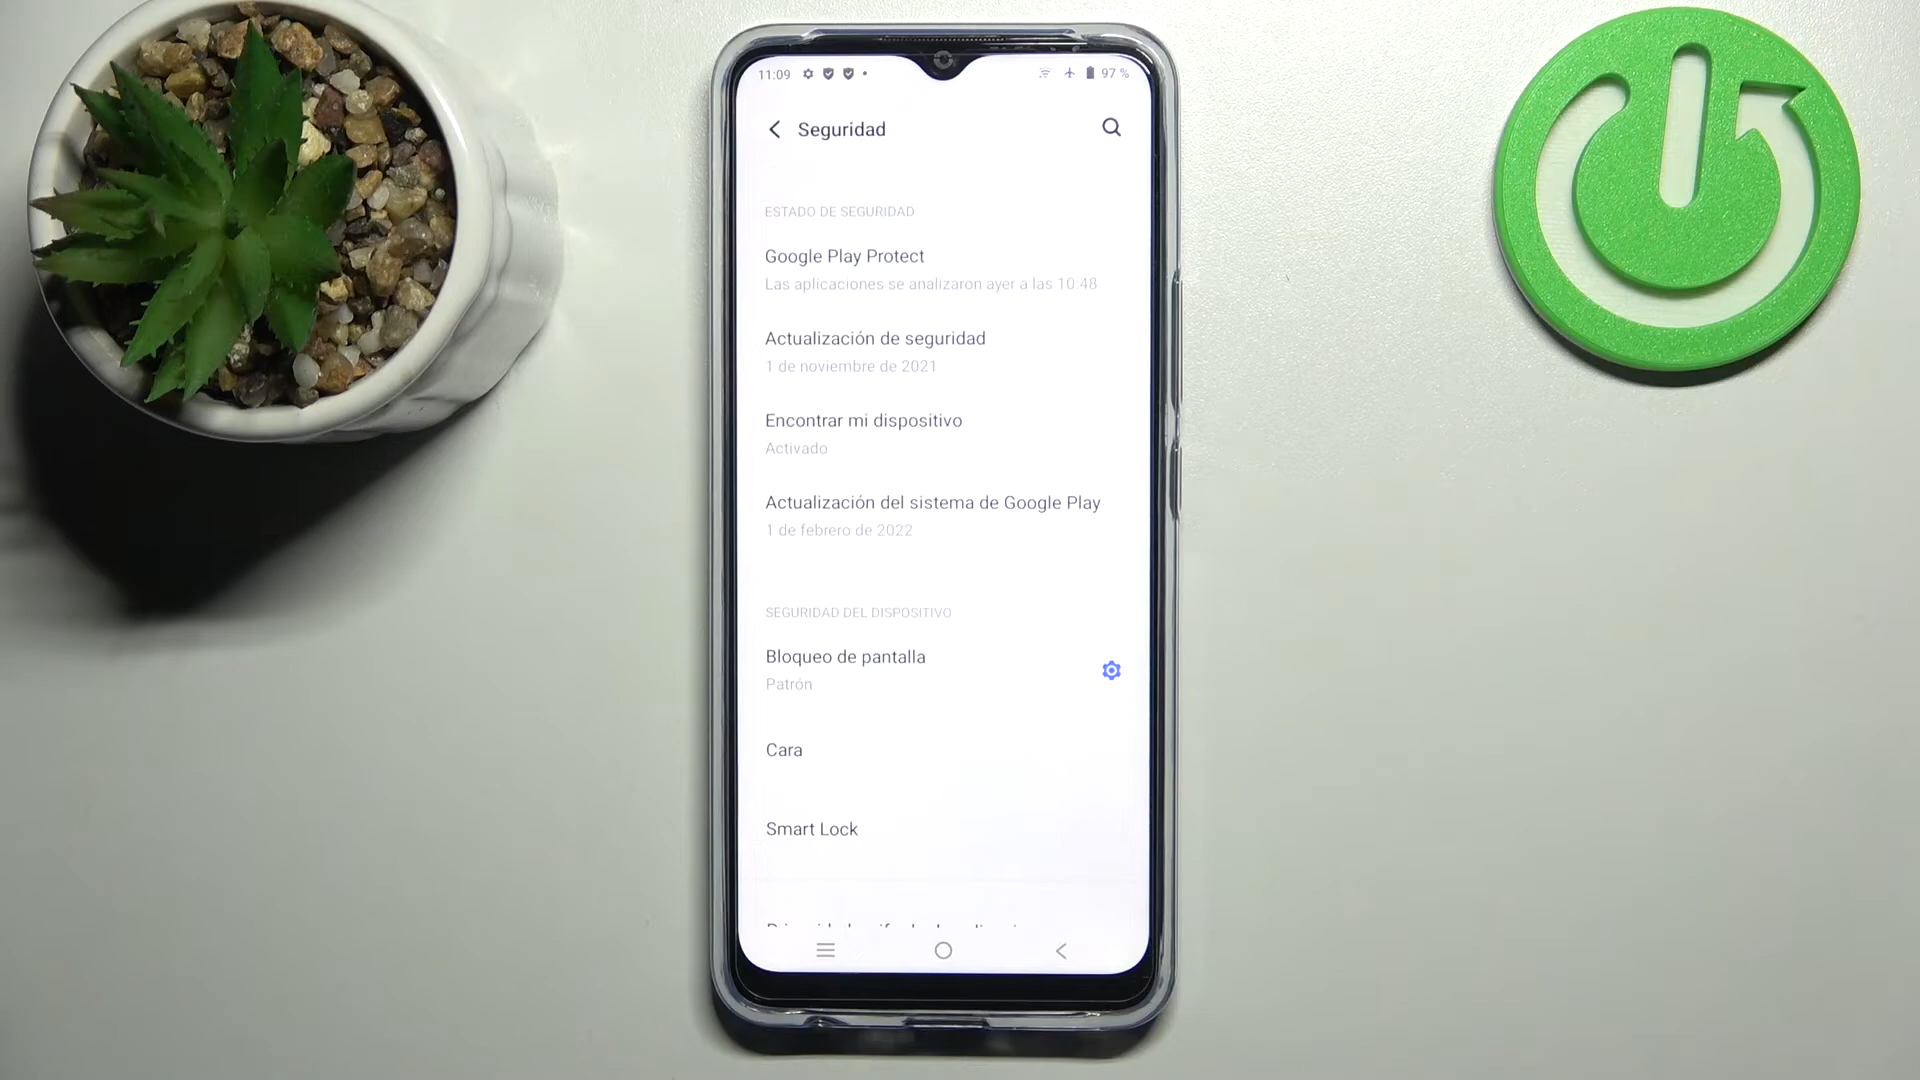 11:09 97 %
Seguridad
ESTADO DE SEGURIDAD
Google Play Protect
Las aplicaciones se analizaron ayer a las 10:48
Actualización de seguridad
1 de noviembre de 2021
Encontrar mi dispositivo
Activado
Actualización del sistema de Google Play
1 de febrero de 2022
SEGURIDAD DEL DISPOSITIVO
Bloqueo de pantalla
Patrón
Cara
Smart Lock